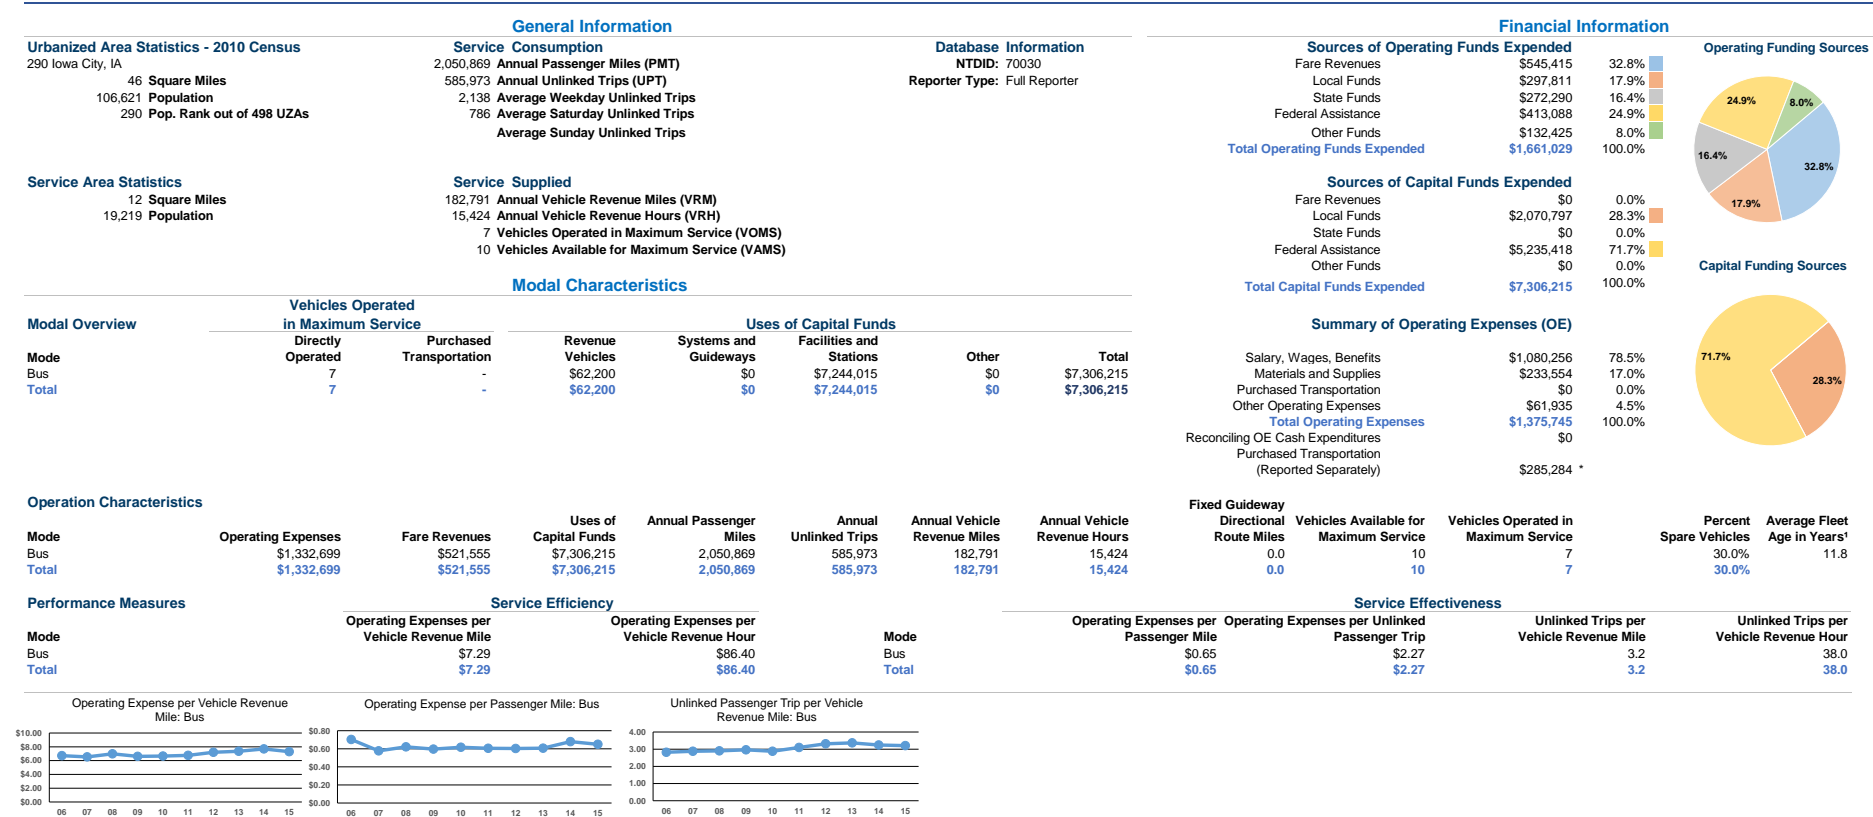 General Information
Urbanized Area Statistics - 2010 Census
290 Iowa City, IA
46 Square Miles
106,621 Population
290 Pop. Rank out of 498 UZAs
Service Consumption
2,050,869 Annual Passenger Miles (PMT)
585,973 Annual Unlinked Trips (UPT)
2,138 Average Weekday Unlinked Trips
786 Average Saturday Unlinked Trips
Average Sunday Unlinked Trips
Database Information
NTDID: 70030
Reporter Type: Full Reporter
Service Area Statistics
12 Square Miles
19,219 Population
Service Supplied
182,791 Annual Vehicle Revenue Miles (VRM)
15,424 Annual Vehicle Revenue Hours (VRH)
7 Vehicles Operated in Maximum Service (VOMS)
10 Vehicles Available for Maximum Service (VAMS)
Financial Information
Sources of Operating Funds Expended
Fare Revenues $545,415 32.8%
Local Funds $297,811 17.9%
State Funds $272,290 16.4%
Federal Assistance $413,088 24.9%
Other Funds $132,425 8.0%
Total Operating Funds Expended $1,661,029 100.0%
Operating Funding Sources
24.9%
8.0%
16.4%
32.8%
17.9%
Sources of Capital Funds Expended
Fare Revenues $0 0.0%
Local Funds $2,070,797 28.3%
State Funds $0 0.0%
Federal Assistance $5,235,418 71.7%
Other Funds $0 0.0%
Total Capital Funds Expended $7,306,215 100.0%
Capital Funding Sources
71.7%
28.3%
Summary of Operating Expenses (OE)
Salary, Wages, Benefits $1,080,256 78.5%
Materials and Supplies $233,554 17.0%
Purchased Transportation $0 0.0%
Other Operating Expenses $61,935 4.5%
Total Operating Expenses $1,375,745 100.0%
Reconciling OE Cash Expenditures $0
Purchased Transportation
(Reported Separately) $285,284 *
Modal Characteristics
Vehicles Operated
Modal Overview in Maximum Service Uses of Capital Funds
Directly Purchased Revenue Systems and Facilities and
Mode Operated Transportation Vehicles Guideways Stations Other Total
Bus 7 - $62,200 $0 $7,244,015 $0 $7,306,215
Total 7 - $62,200 $0 $7,244,015 $0 $7,306,215
Operation Characteristics
Fixed Guideway
Uses of Annual Passenger Annual Annual Vehicle Annual Vehicle Directional Vehicles Available for Vehicles Operated in Percent Average Fleet
Mode Operating Expenses Fare Revenues Capital Funds Miles Unlinked Trips Revenue Miles Revenue Hours Route Miles Maximum Service Maximum Service Spare Vehicles Age in Years¹
Bus $1,332,699 $521,555 $7,306,215 2,050,869 585,973 182,791 15,424 0.0 10 7 30.0% 11.8
Total $1,332,699 $521,555 $7,306,215 2,050,869 585,973 182,791 15,424 0.0 10 7 30.0%
Performance Measures Service Efficiency Service Effectiveness
Operating Expenses per Operating Expenses per Operating Expenses per Operating Expenses per Unlinked Unlinked Trips per Unlinked Trips per
Mode Vehicle Revenue Mile Vehicle Revenue Hour Mode Passenger Mile Passenger Trip Vehicle Revenue Mile Vehicle Revenue Hour
Bus $7.29 $86.40 Bus $0.65 $2.27 3.2 38.0
Total $7.29 $86.40 Total $0.65 $2.27 3.2 38.0
Operating Expense per Vehicle Revenue
Mile: Bus
$10.00
$8.00
$6.00
$4.00
$2.00
$0.00
06 07 08 09 10 11 12 13 14 15
Operating Expense per Passenger Mile: Bus
$0.80
$0.60
$0.40
$0.20
$0.00
06 07 08 09 10 11 12 13 14 15
Unlinked Passenger Trip per Vehicle
Revenue Mile: Bus
4.00
3.00
2.00
1.00
0.00
06 07 08 09 10 11 12 13 14 15